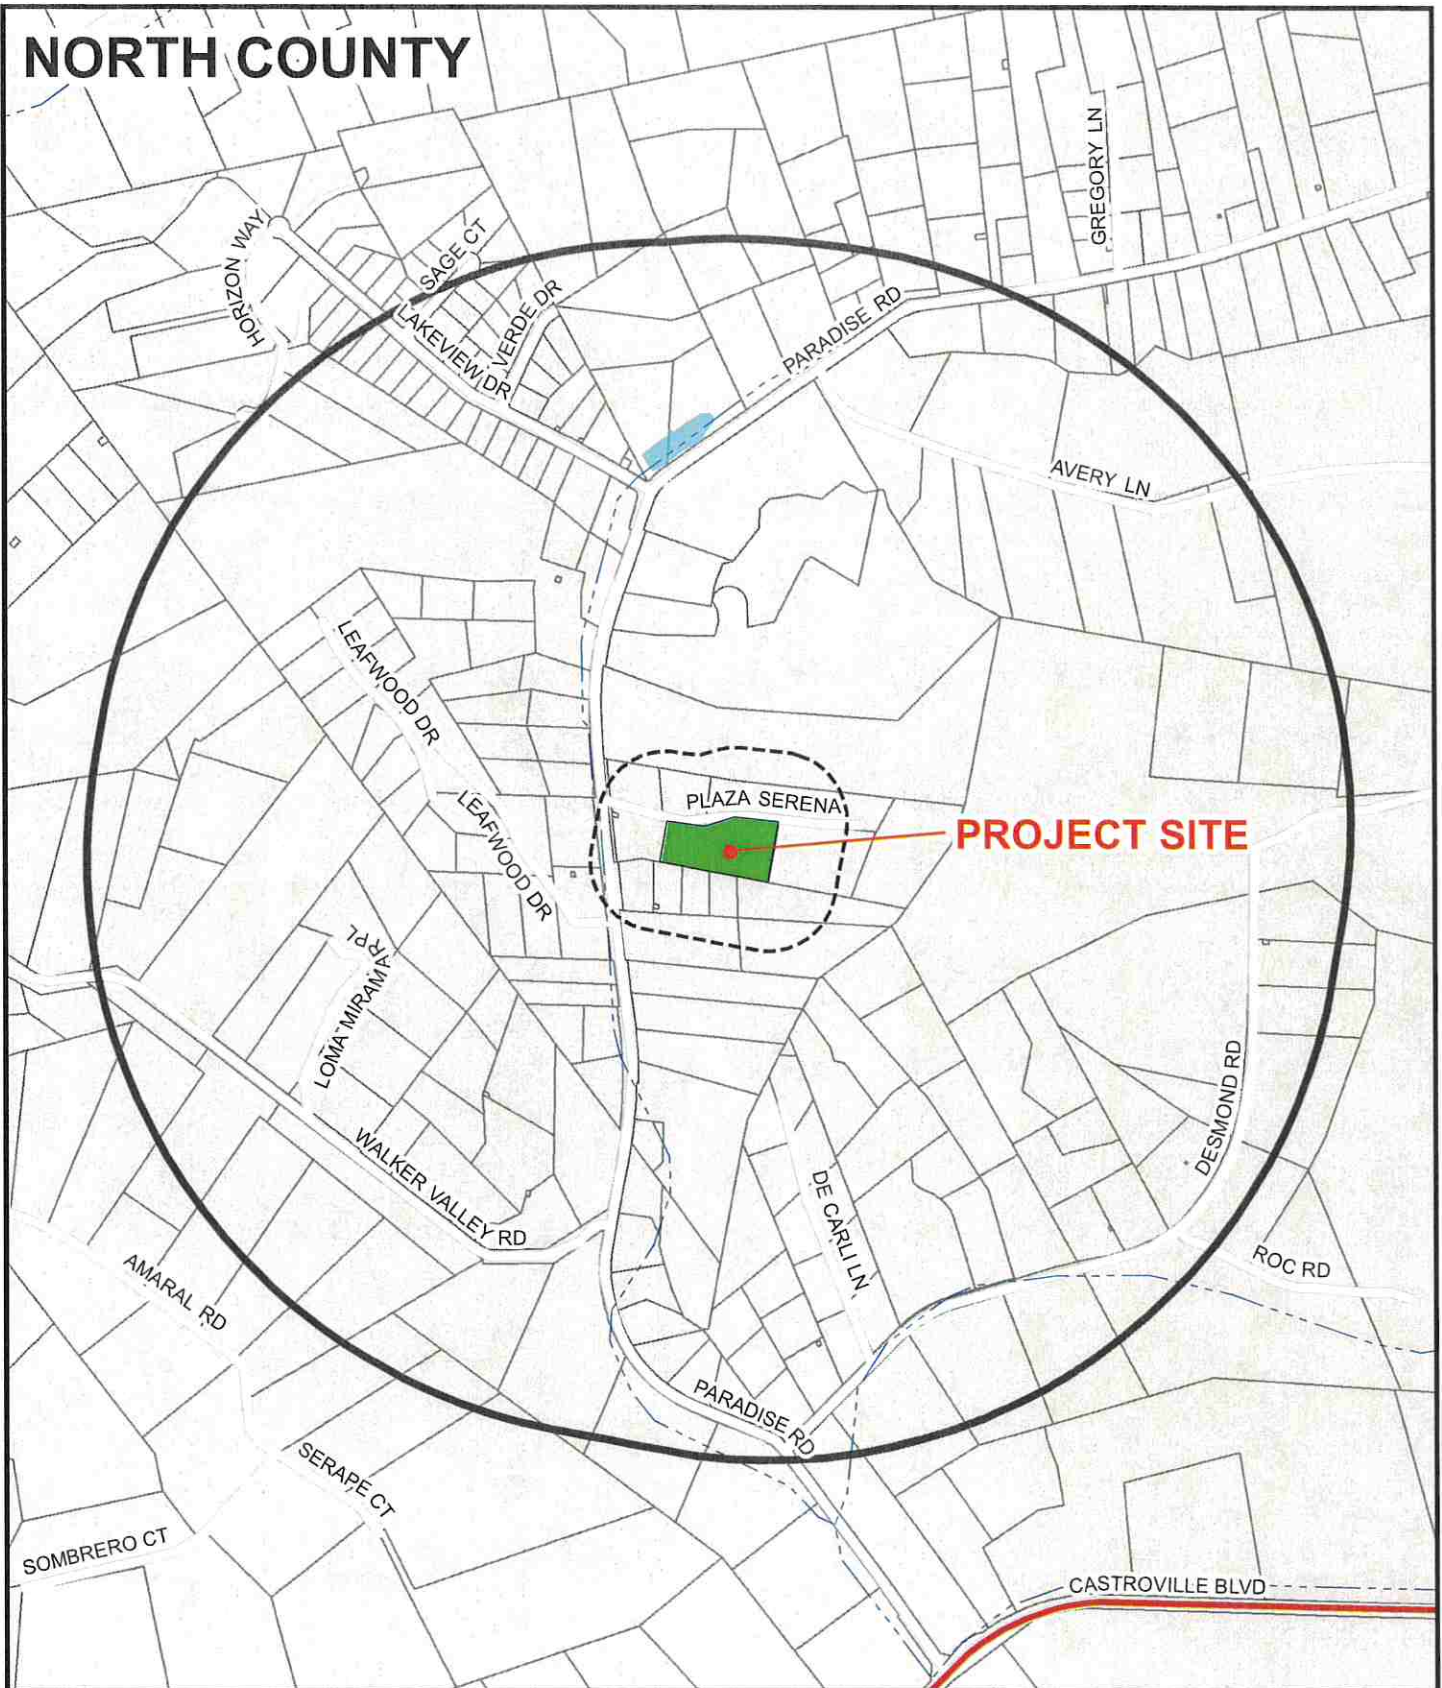 NORTH COUNTY
GREGORY LN
SAGE CT
HORIZON WAY
VERDE DR
LAKEVIEW DR
PARADISE RD
AVERY LN
LEAFWOOD DR
PLAZA SERENA
PROJECT SITE
LEAFWOOD DR
LOMA MIRAMAR PL
DESMOND RD
WALKER VALLEY RD
DE CARLI LN
ROC RD
AMARAL RD
PARADISE RD
SERAPE CT
SOMBRERO CT
CASTROVILLE BLVD